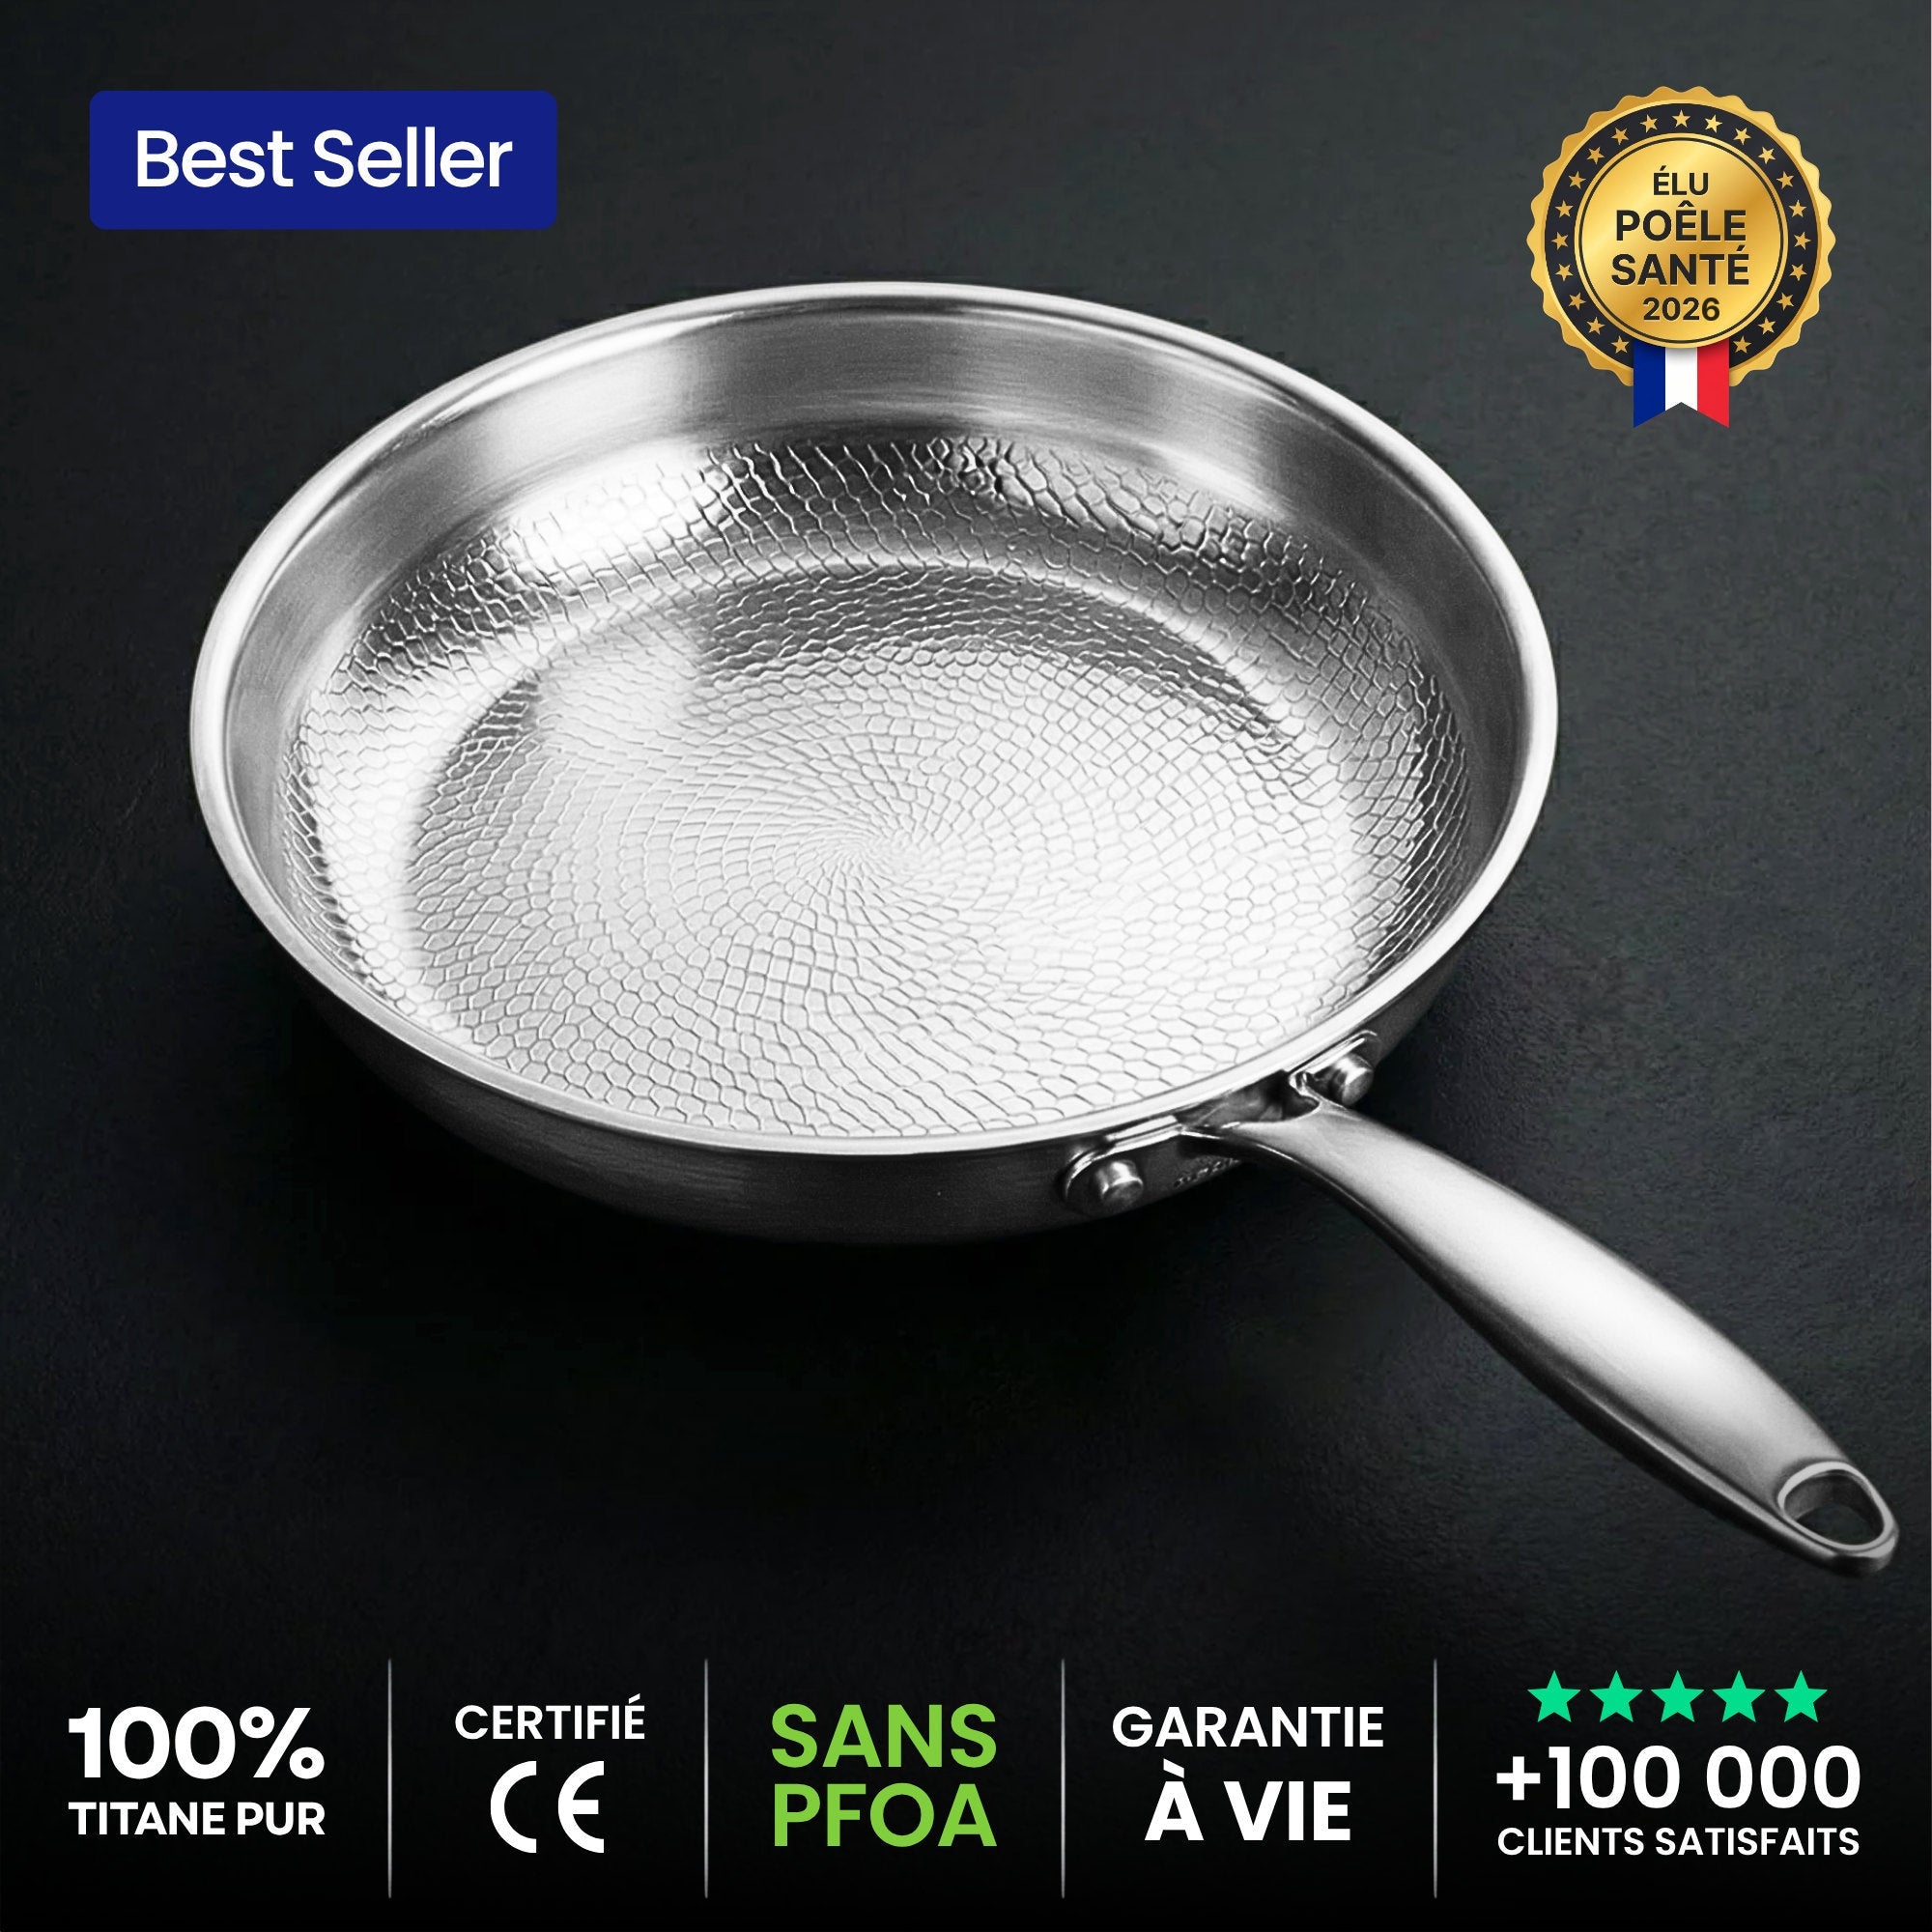 Best Seller
ÉLU
POÊLE
SANTÉ
2026
100%
TITANE PUR
CERTIFIÉ
CE
SANS
PFOA
GARANTIE
À VIE
+100 000
CLIENTS SATISFAITS